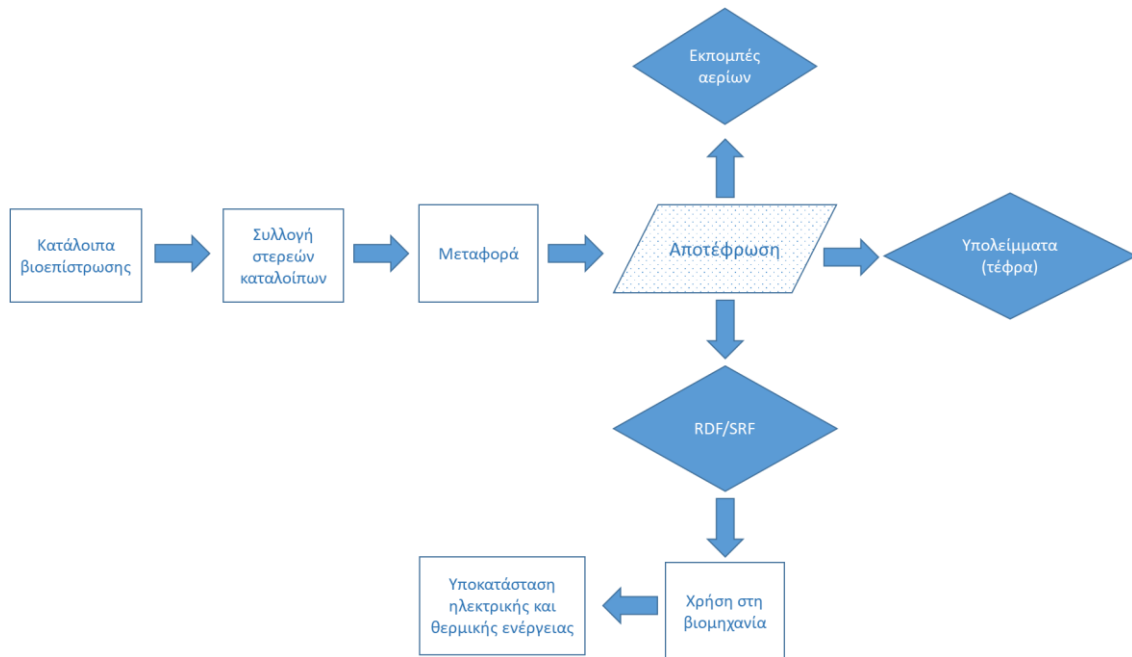 Εκπομπές
αερίων
Κατάλοιπα
βιοεπίστρωσης
Συλλογή
στερεών
καταλοίπων
Μεταφορά
Αποτέφρωση
Υπολείμματα
(τέφρα)
RDF/SRF
Υποκατάσταση
ηλεκτρικής και
θερμικής ενέργειας
Χρήση στη
βιομηχανία